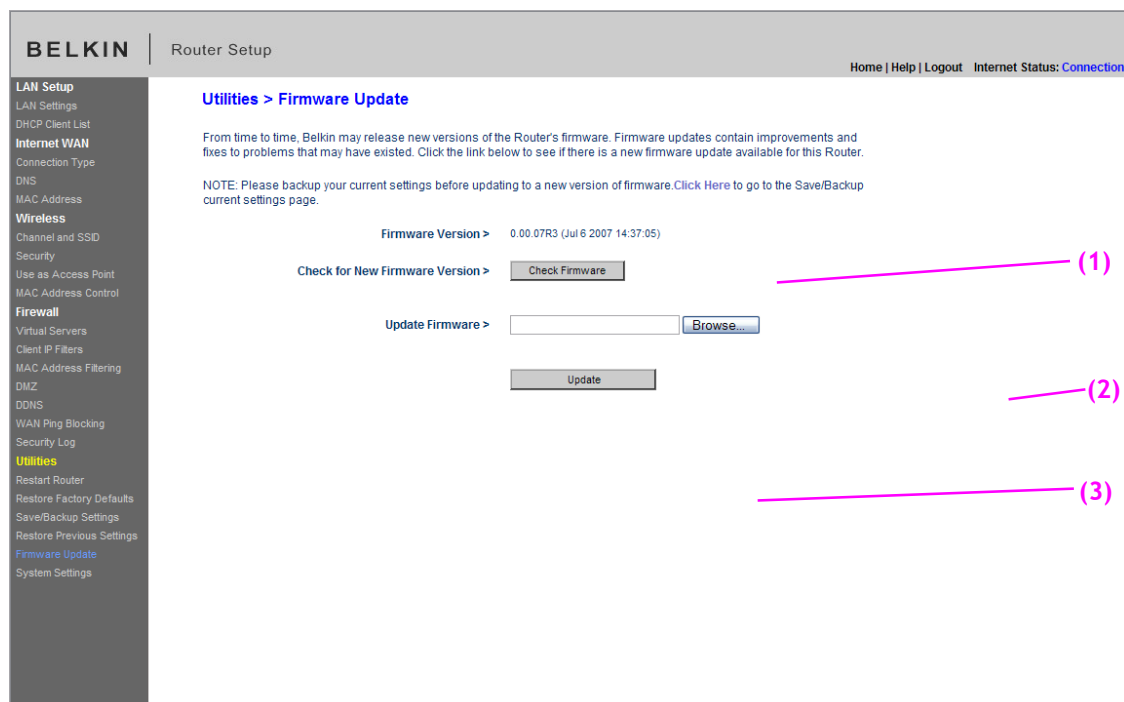 BELKIN
Router Setup
Home | Help | Logout Internet Status: Connection
LAN Setup
LAN Settings
DHCP Client List
Internet WAN
Connection Type
DNS
MAC Address
Wireless
Channel and SSID
Security
Use as Access Point
MAC Address Control
Firewall
Virtual Servers
Client IP Filters
MAC Address Filtering
DMZ
DDNS
WAN Ping Blocking
Security Log
Utilities
Restart Router
Restore Factory Defaults
Save/Backup Settings
Restore Previous Settings
Firmware Update
System Settings
Utilities > Firmware Update
From time to time, Belkin may release new versions of the Router's firmware. Firmware updates contain improvements and
fixes to problems that may have existed. Click the link below to see if there is a new firmware update available for this Router.
NOTE: Please backup your current settings before updating to a new version of firmware.Click Here to go to the Save/Backup
current settings page.
Firmware Version > 0.00.07R3 (Jul 6 2007 14:37:05)
Check for New Firmware Version > Check Firmware
(1)
Update Firmware > Browse...
Update
(2)
(3)